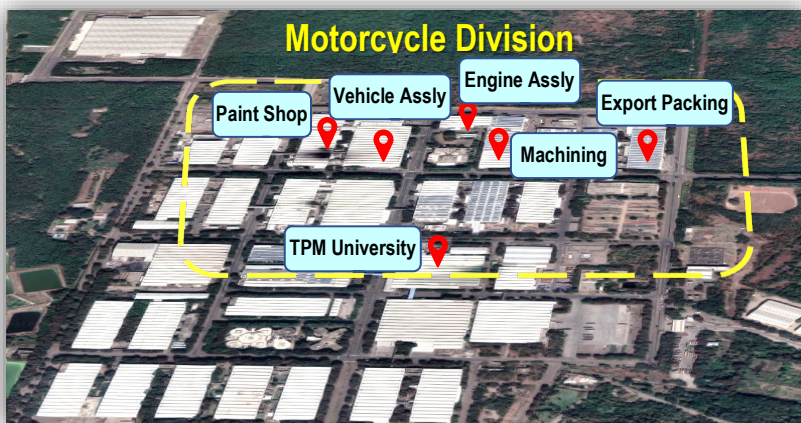 Motorcycle Division
Engine Assly
Vehicle Assly
Export Packing
Paint Shop
Machining
TPM University